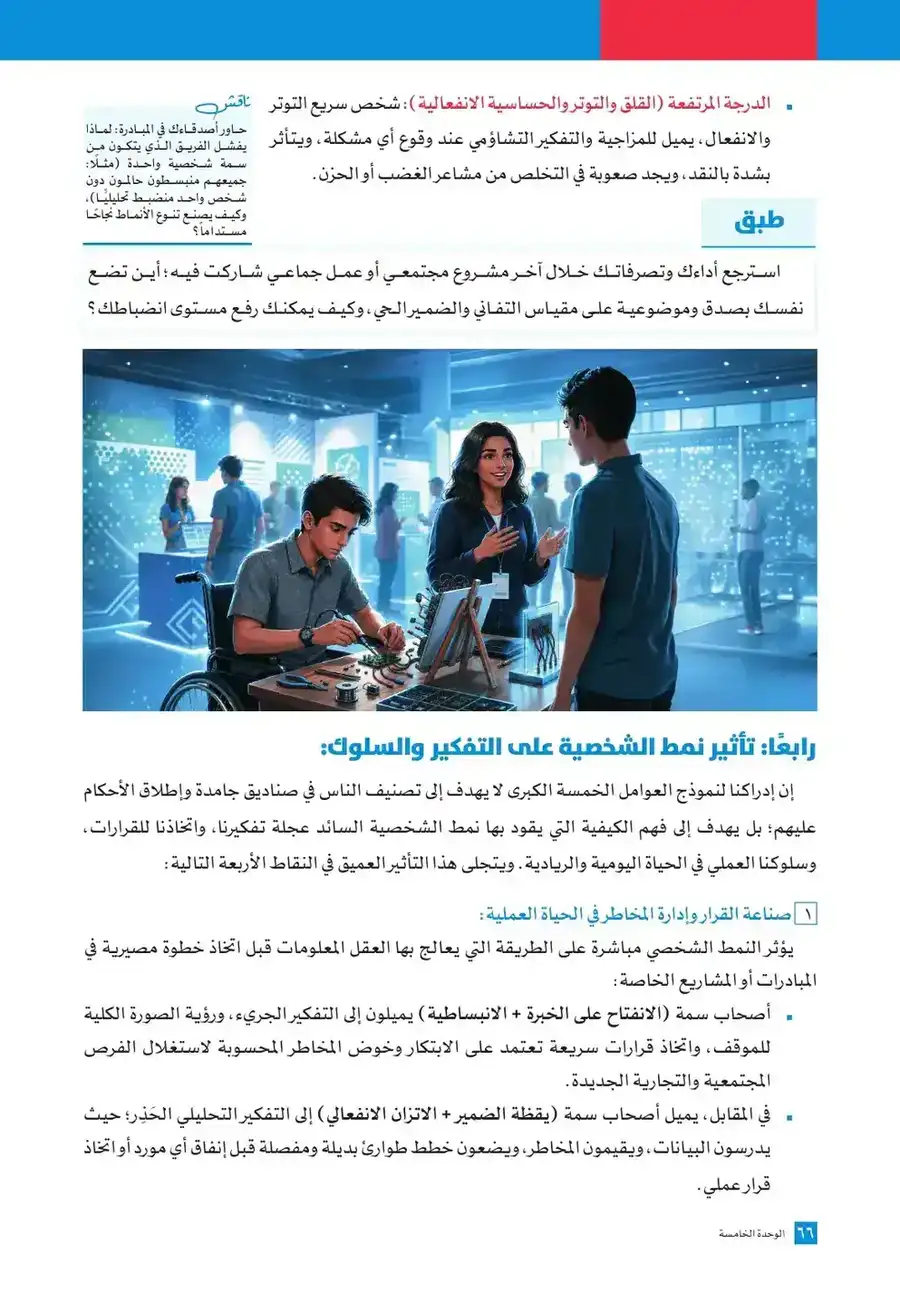 ▪ الدرجة المرتفعة (القلق والتوتر والحساسية الانفعالية): شخص سريع التوتر
والانفعال، يميل للمزاجية والتفكير التشاؤمي عند وقوع أي مشكلة، ويتأثر
بشدة بالنقد، ويجد صعوبة في التخلص من مشاعر الغضب أو الحزن.
ناقش
حاور أصدقاءك في المبادرة: لماذا
يفشل الفريق الذي يتكون من
سمة شخصية واحدة (مثلًا:
جميعهم منبسطون حالمون دون
شخص واحد منضبط تحليليًّا)،
وكيف يصنع تنوع الأنماط نجاحًا
مستداماً؟
طبق
استرجع أداءك وتصرفاتك خلال آخر مشروع مجتمعي أو عمل جماعي شاركت فيه؛ أين تضع
نفسك بصدق وموضوعية على مقياس التفاني والضمير الحي، وكيف يمكنك رفع مستوى انضباطك؟
رابعًا: تأثير نمط الشخصية على التفكير والسلوك:
إن إدراكنا لنموذج العوامل الخمسة الكبرى لا يهدف إلى تصنيف الناس في صناديق جامدة وإطلاق الأحكام
عليهم؛ بل يهدف إلى فهم الكيفية التي يقود بها نمط الشخصية السائد عجلة تفكيرنا، واتخاذنا للقرارات،
وسلوكنا العملي في الحياة اليومية والريادية. ويتجلى هذا التأثير العميق في النقاط الأربعة التالية:
١ صناعة القرار وإدارة المخاطر في الحياة العملية:
يؤثر النمط الشخصي مباشرة على الطريقة التي يعالج بها العقل المعلومات قبل اتخاذ خطوة مصيرية في
المبادرات أو المشاريع الخاصة:
▪ أصحاب سمة (الانفتاح على الخبرة + الانبساطية) يميلون إلى التفكير الجريء، ورؤية الصورة الكلية
للموقف، واتخاذ قرارات سريعة تعتمد على الابتكار وخوض المخاطر المحسوبة لاستغلال الفرص
المجتمعية والتجارية الجديدة.
▪ في المقابل، يميل أصحاب سمة (يقظة الضمير + الاتزان الانفعالي) إلى التفكير التحليلي الحَذِر؛ حيث
يدرسون البيانات، ويقيمون المخاطر، ويضعون خطط طوارئ بديلة ومفصلة قبل إنفاق أي مورد أو اتخاذ
قرار عملي.
٦٦ الوحدة الخامسة